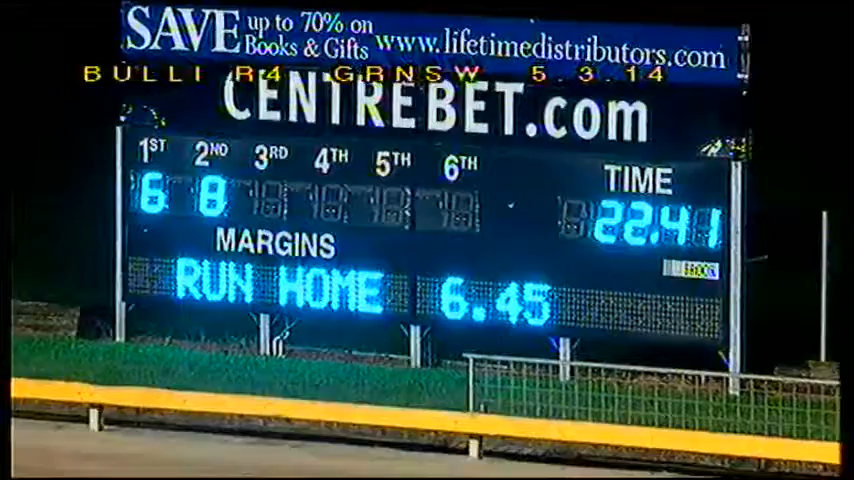 SAVE up to 70% on
Books & Gifts www.lifetimedistributors.com
BULLI R4 GRNSW 5.3.14
CENTREBET.com
1ST 2ND 3RD 4TH 5TH 6TH TIME
6 8 22.41
MARGINS
RUN HOME 6.45